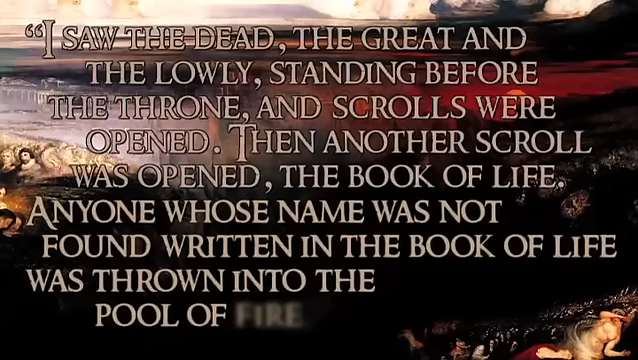 “I SAW THE DEAD, THE GREAT AND
THE LOWLY, STANDING BEFORE
THE THRONE, AND SCROLLS WERE
OPENED. THEN ANOTHER SCROLL
WAS OPENED, THE BOOK OF LIFE.
ANYONE WHOSE NAME WAS NOT
FOUND WRITTEN IN THE BOOK OF LIFE
WAS THROWN INTO THE
POOL OF FIRE